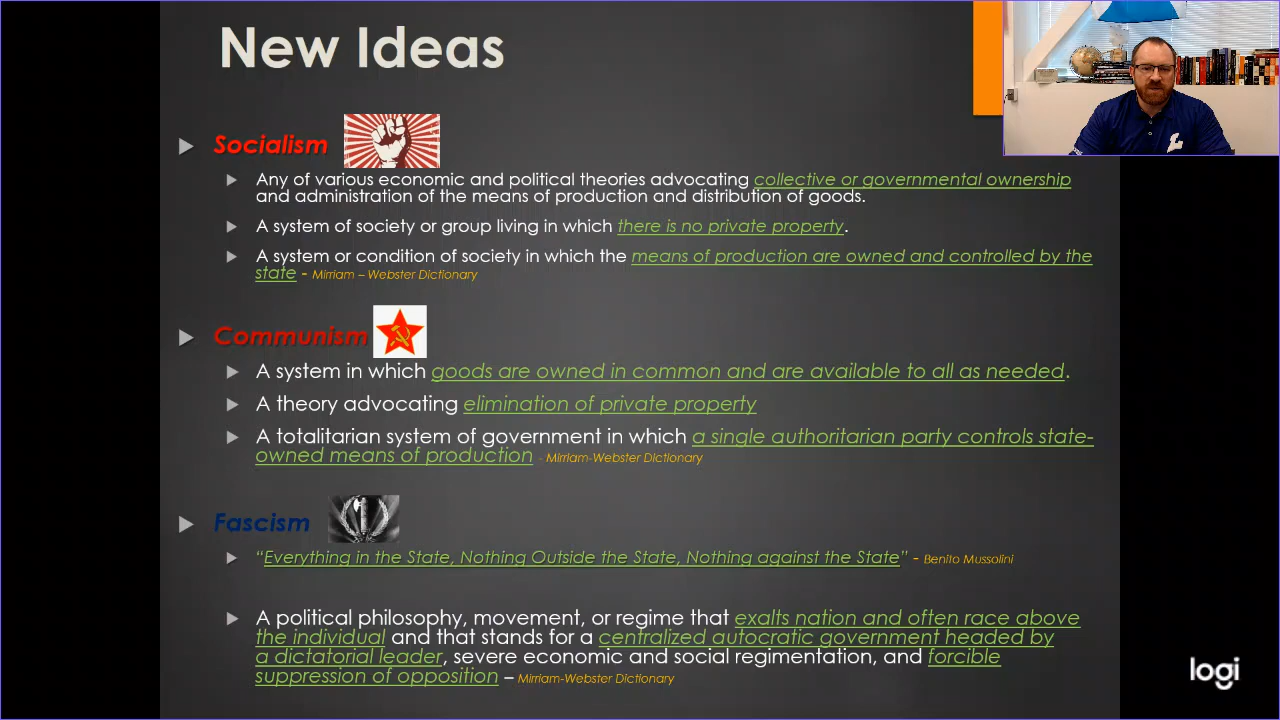 New Ideas
Socialism
Any of various economic and political theories advocating collective or governmental ownership
and administration of the means of production and distribution of goods.
A system of society or group living in which there is no private property.
A system or condition of society in which the means of production are owned and controlled by the
state - Mirriam – Webster Dictionary
Communism
A system in which goods are owned in common and are available to all as needed.
A theory advocating elimination of private property
A totalitarian system of government in which a single authoritarian party controls state-
owned means of production - Mirriam-Webster Dictionary
Fascism
“Everything in the State, Nothing Outside the State, Nothing against the State” - Benito Mussolini
A political philosophy, movement, or regime that exalts nation and often race above
the individual and that stands for a centralized autocratic government headed by
a dictatorial leader, severe economic and social regimentation, and forcible
suppression of opposition – Mirriam-Webster Dictionary
logi